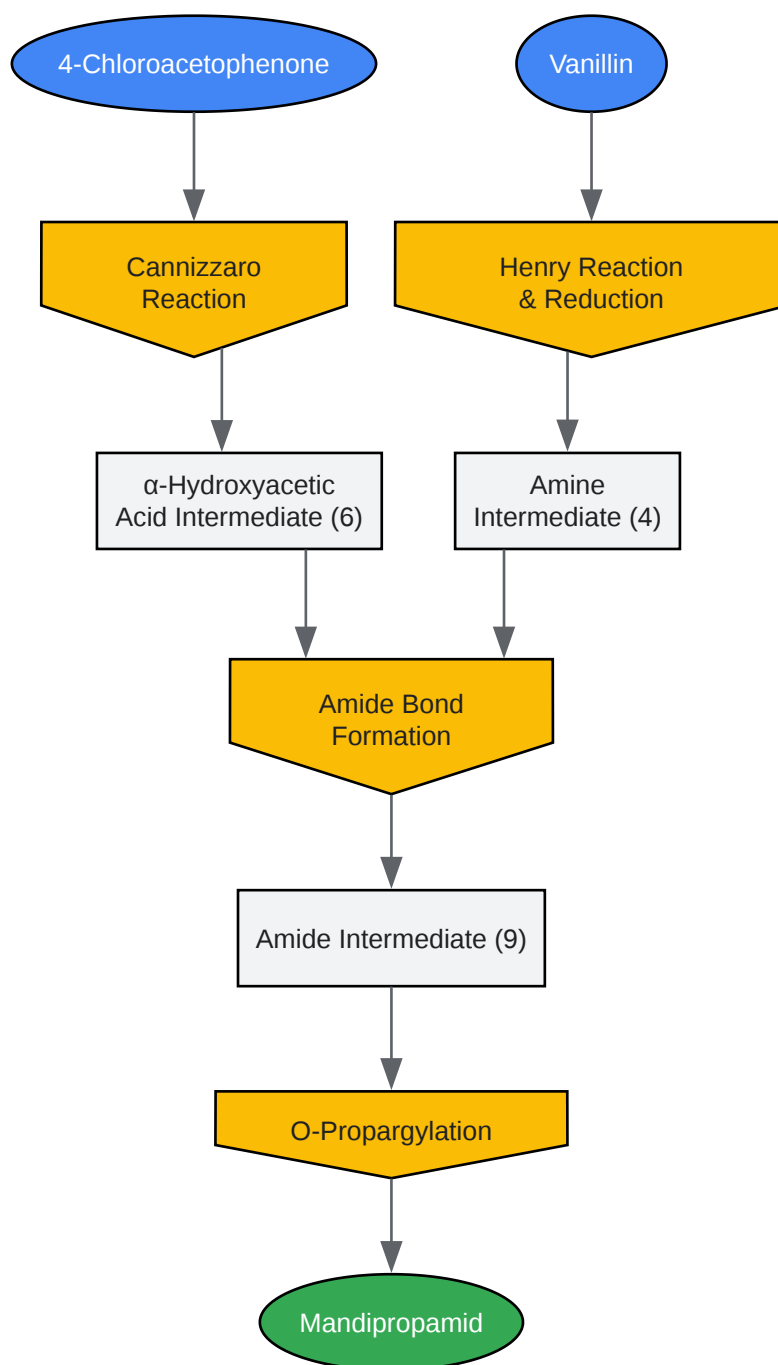 4-Chloroacetophenone
Vanillin
Cannizzaro
Reaction
Henry Reaction
& Reduction
α-Hydroxyacetic
Acid Intermediate (6)
Amine
Intermediate (4)
Amide Bond
Formation
Amide Intermediate (9)
O-Propargylation
Mandipropamid